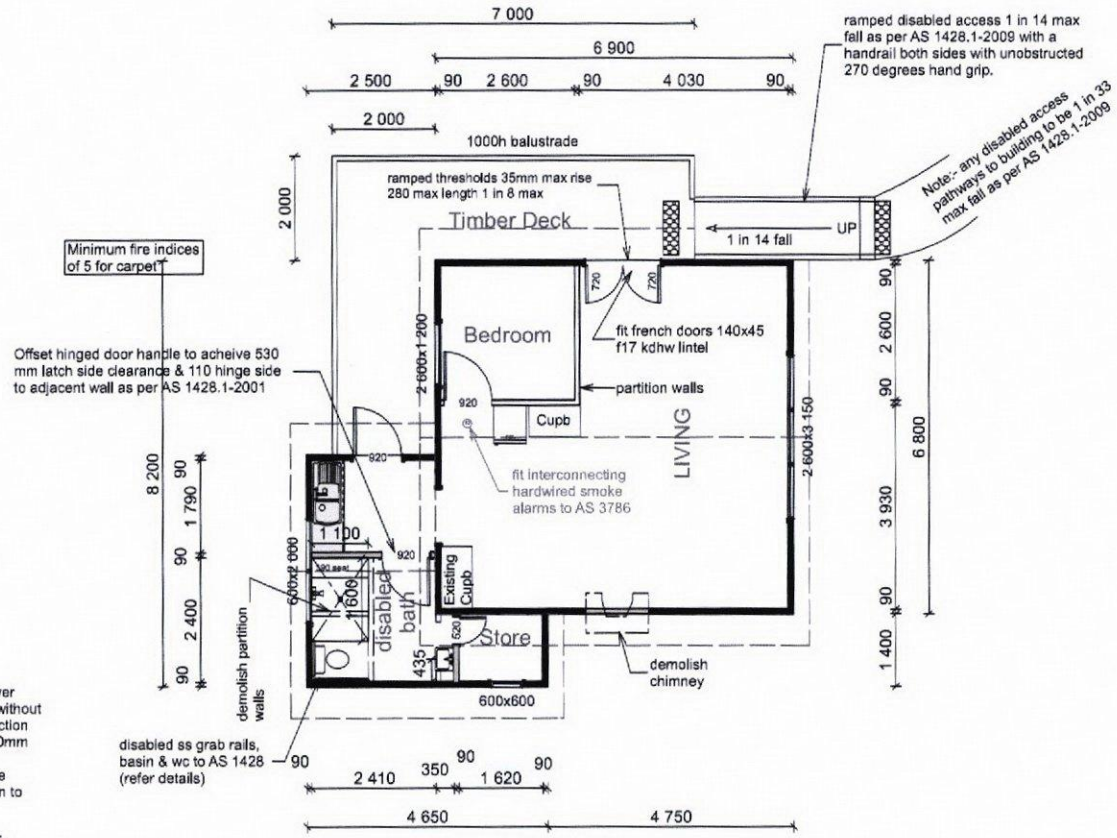 7 000
ramped disabled access 1 in 14 max
fall as per AS 1428.1-2009 with a
handrail both sides with unobstructed
270 degrees hand grip.
6 900
2 500
90
2 600
90
4 030
90
2 000
Note:- any disabled access
pathways to building to be 1 in 33
max fall as per AS 1428.1-2009
1000h balustrade
ramped thresholds 35mm max rise
280 max length 1 in 8 max
2 000
Timber Deck
UP
1 in 14 fall
Minimum fire indices
of 5 for carpet
720
720
90
Bedroom
fit french doors 140x45
f17 kdhw lintel
2 600x1 200
2 600
Offset hinged door handle to acheive 530
mm latch side clearance & 110 hinge side
to adjacent wall as per AS 1428.1-2001
partition walls
920
Cupb
90
LIVING
2 600x3 150
6 800
920
fit interconnecting
hardwired smoke
alarms to AS 3786
8 200
90
1 790
3 930
1 100
920
90
600x2 000
600
Existing
Cupb
disabled
bath
2 400
90
520
Store
435
1 400
demolish partition
walls
demolish
chimney
90
600x600
ver
without
ction
0mm
e
n to
disabled ss grab rails,
basin & wc to AS 1428
(refer details)
90
2 410
350
90
1 620
90
4 650
4 750